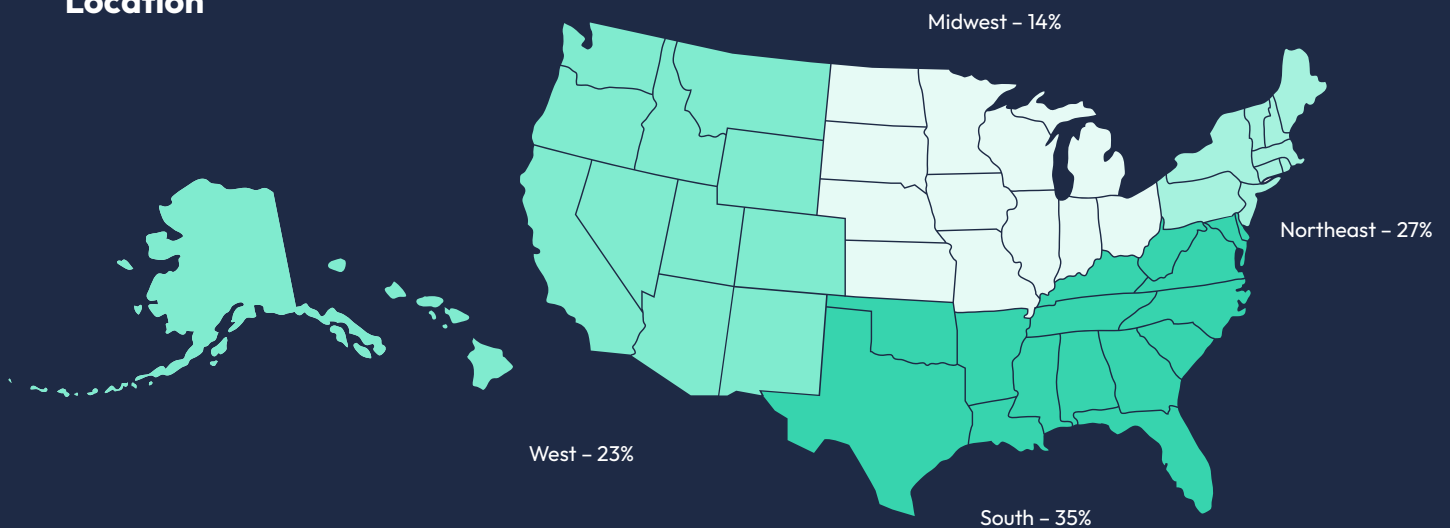 Location
Midwest – 14%
Northeast – 27%
West – 23%
South – 35%